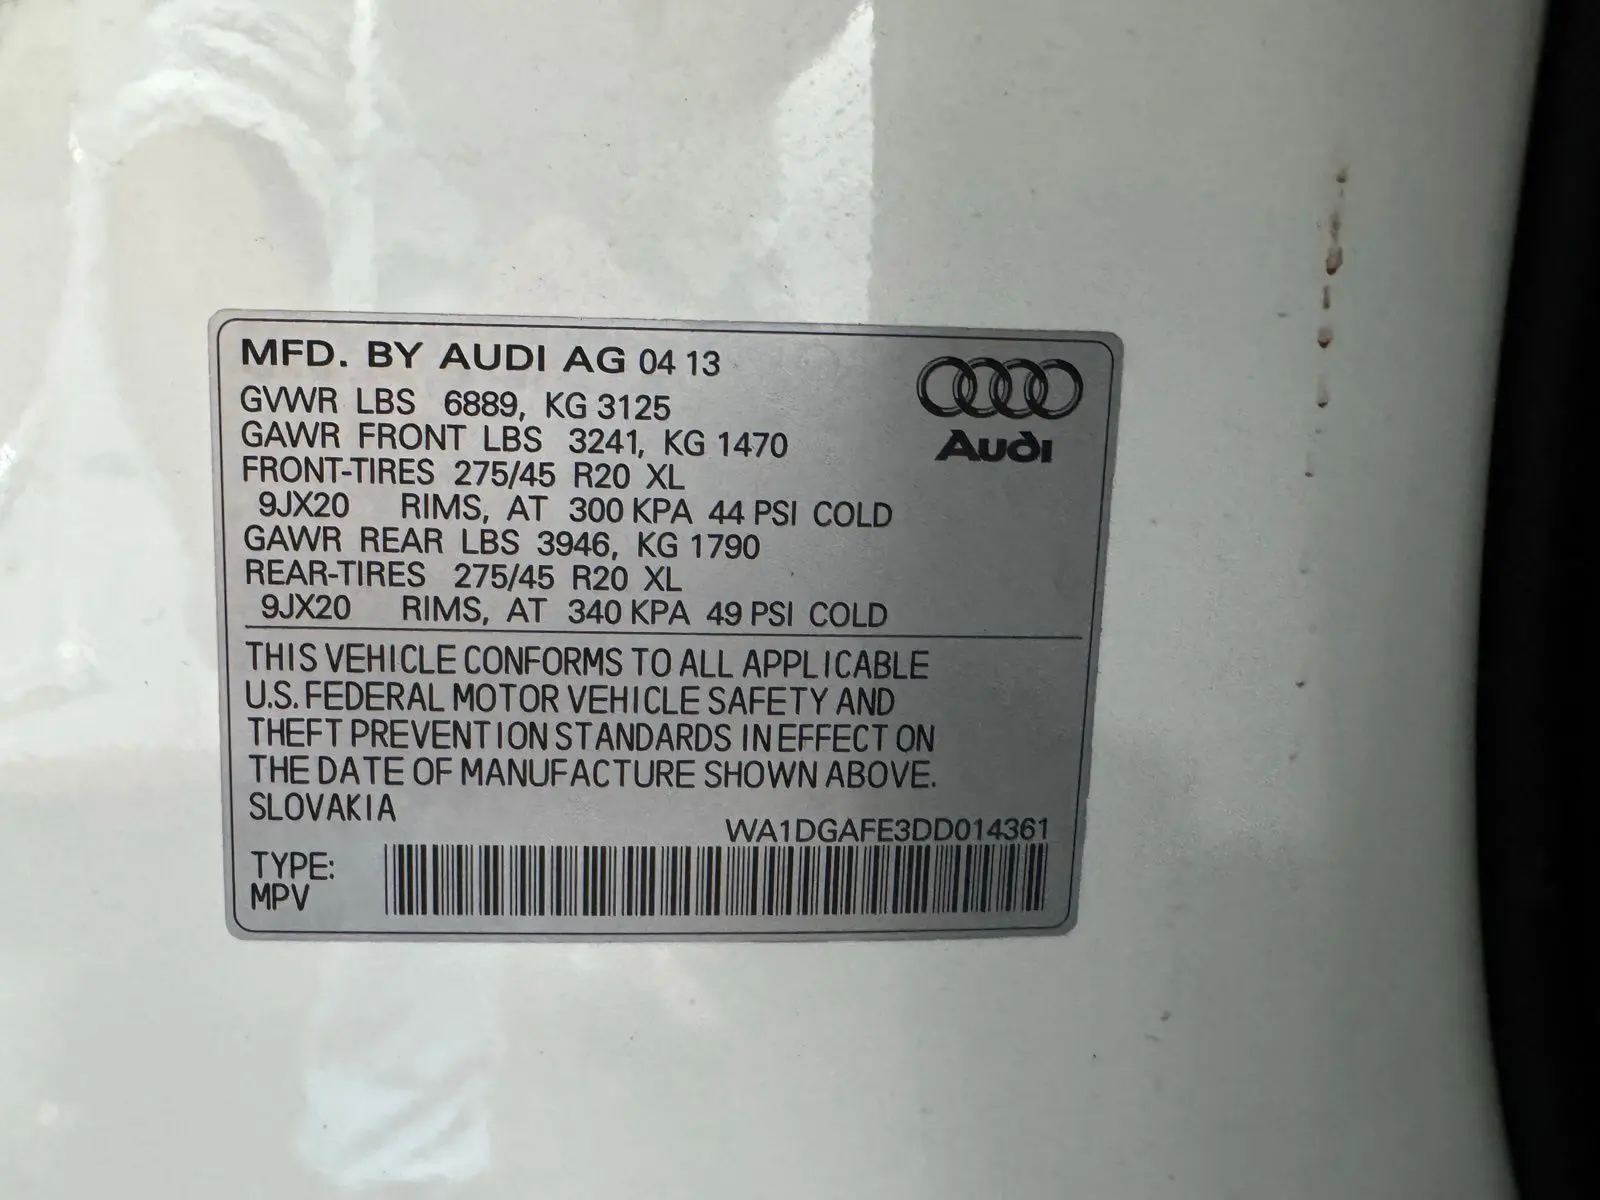 MFD. BY AUDI AG 04 13
GVWR LBS 6889, KG 3125
GAWR FRONT LBS 3241, KG 1470
FRONT-TIRES 275/45 R20 XL
9JX20 RIMS, AT 300 KPA 44 PSI COLD
GAWR REAR LBS 3946, KG 1790
REAR-TIRES 275/45 R20 XL
9JX20 RIMS, AT 340 KPA 49 PSI COLD
Audi
THIS VEHICLE CONFORMS TO ALL APPLICABLE
U.S. FEDERAL MOTOR VEHICLE SAFETY AND
THEFT PREVENTION STANDARDS IN EFFECT ON
THE DATE OF MANUFACTURE SHOWN ABOVE.
SLOVAKIA
WA1DGAFE3DD014361
TYPE:
MPV